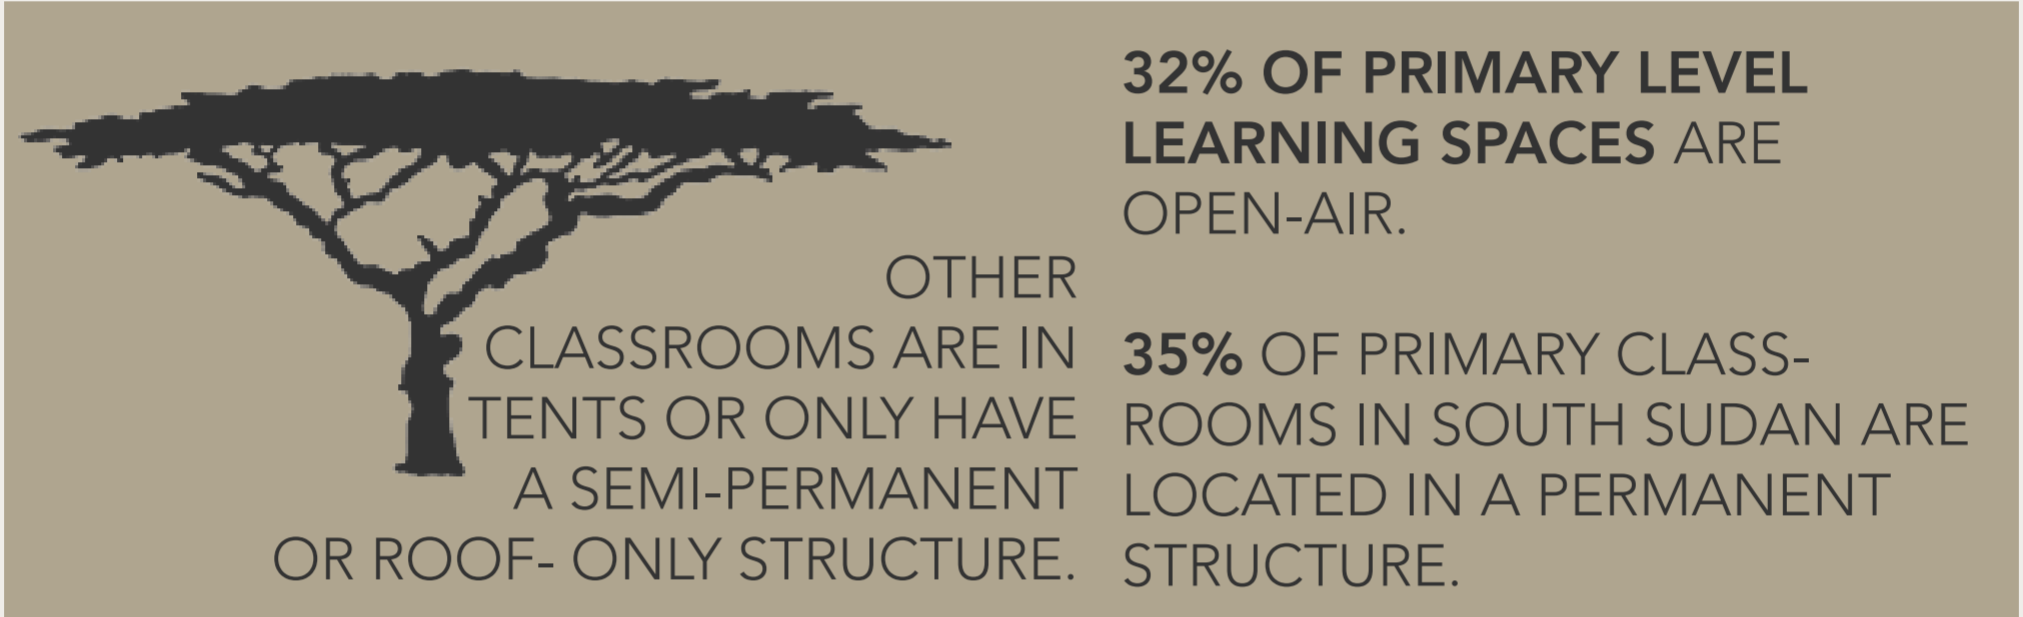 32% OF PRIMARY LEVEL
LEARNING SPACES ARE
OPEN-AIR.
OTHER
CLASSROOMS ARE IN
TENTS OR ONLY HAVE
A SEMI-PERMANENT
OR ROOF- ONLY STRUCTURE.
35% OF PRIMARY CLASS-
ROOMS IN SOUTH SUDAN ARE
LOCATED IN A PERMANENT
STRUCTURE.